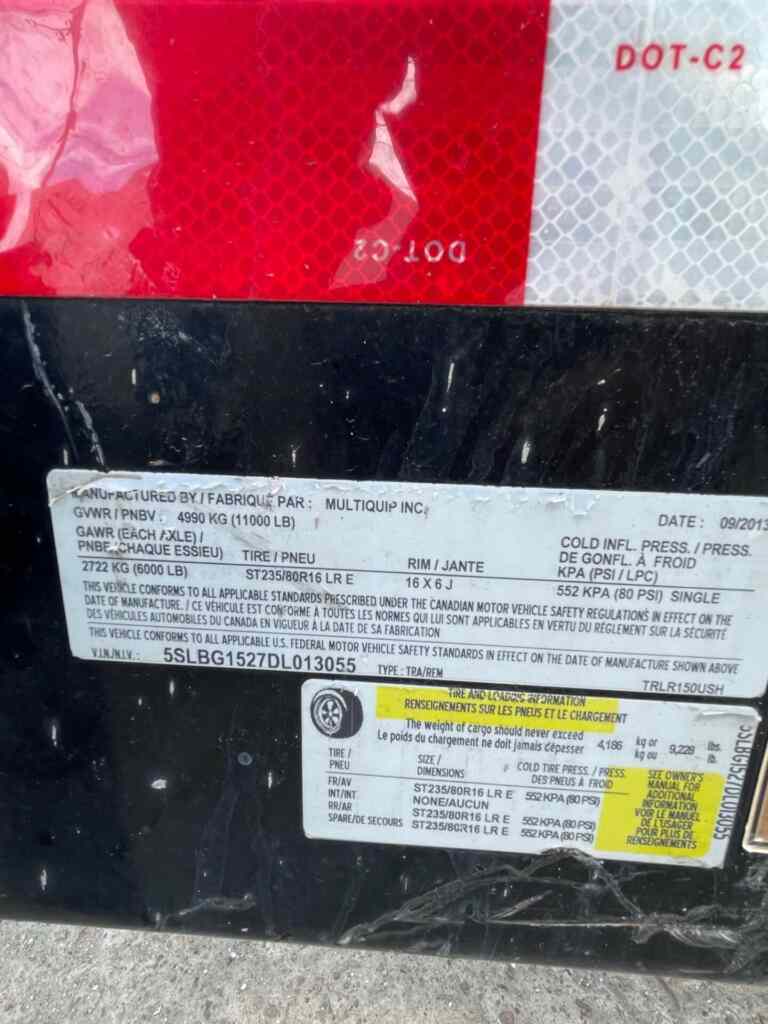 DOT-C2
DOT-C2
MANUFACTURED BY / FABRIQUE PAR : MULTIQUIP INC.
DATE : 09/2013
GVWR / PNBV : 4990 KG (11000 LB)
GAWR (EACH AXLE) /
PNBE (CHAQUE ESSIEU) TIRE / PNEU RIM / JANTE COLD INFL. PRESS. / PRESS.
DE GONFL. À FROID
KPA (PSI / LPC)
2722 KG (6000 LB) ST235/80R16 LR E 16 X 6 J 552 KPA (80 PSI) SINGLE
THIS VEHICLE CONFORMS TO ALL APPLICABLE STANDARDS PRESCRIBED UNDER THE CANADIAN MOTOR VEHICLE SAFETY REGULATIONS IN EFFECT ON THE
DATE OF MANUFACTURE. / CE VÉHICULE EST CONFORME À TOUTES LES NORMES QUI LUI SONT APPLICABLES EN VERTU DU RÈGLEMENT SUR LA SÉCURITÉ
DES VÉHICULES AUTOMOBILES DU CANADA EN VIGUEUR À LA DATE DE SA FABRICATION
THIS VEHICLE CONFORMS TO ALL APPLICABLE U.S. FEDERAL MOTOR VEHICLE SAFETY STANDARDS IN EFFECT ON THE DATE OF MANUFACTURE SHOWN ABOVE
V.I.N./N.I.V.: 5SLBG1527DL013055 TYPE : TRA/REM TRLR150USH
TIRE AND LOADING INFORMATION
RENSEIGNEMENTS SUR LES PNEUS ET LE CHARGEMENT
The weight of cargo should never exceed
Le poids du chargement ne doit jamais dépasser 4,186 kg or kg ou 9,228 lbs. lb.
TIRE / PNEU SIZE / DIMENSIONS COLD TIRE PRESS. / PRESS. DES PNEUS À FROID
FR/AV ST235/80R16 LR E 552 KPA (80 PSI)
INT/INT NONE/AUCUN
RR/AR ST235/80R16 LR E 552 KPA (80 PSI)
SPARE/DE SECOURS ST235/80R16 LR E 552 KPA (80 PSI)
SEE OWNER'S
MANUAL FOR
ADDITIONAL
INFORMATION
VOIR LE MANUEL
DE L'USAGER
POUR PLUS DE
RENSEIGNEMENTS
5SLBG1527DL013055